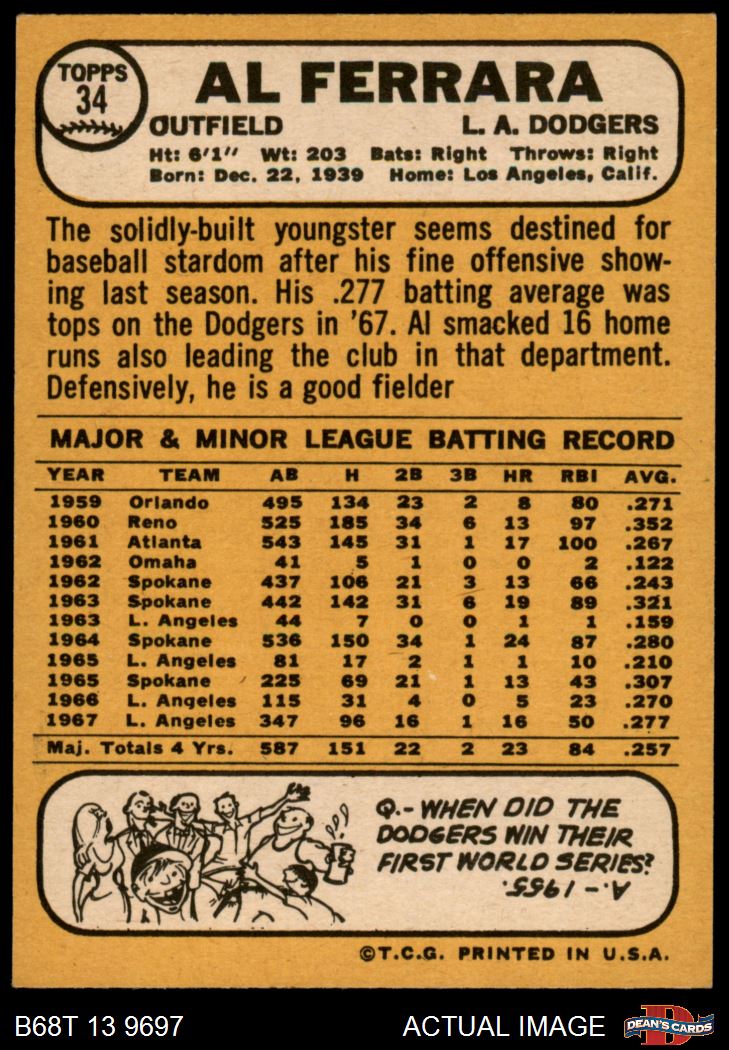 TOPPS
34
AL FERRARA
OUTFIELD L. A. DODGERS
Ht: 6'1" Wt: 203 Bats: Right Throws: Right
Born: Dec. 22, 1939 Home: Los Angeles, Calif.
The solidly-built youngster seems destined for
baseball stardom after his fine offensive show-
ing last season. His .277 batting average was
tops on the Dodgers in '67. Al smacked 16 home
runs also leading the club in that department.
Defensively, he is a good fielder
MAJOR & MINOR LEAGUE BATTING RECORD
YEAR TEAM AB H 2B 3B HR RBI AVG.
1959 Orlando 495 134 23 2 8 80 .271
1960 Reno 525 185 34 6 13 97 .352
1961 Atlanta 543 145 31 1 17 100 .267
1962 Omaha 41 5 1 0 0 2 .122
1962 Spokane 437 106 21 3 13 66 .243
1963 Spokane 442 142 31 6 19 89 .321
1963 L. Angeles 44 7 0 0 1 1 .159
1964 Spokane 536 150 34 1 24 87 .280
1965 L. Angeles 81 17 2 1 1 10 .210
1965 Spokane 225 69 21 1 13 43 .307
1966 L. Angeles 115 31 4 0 5 23 .270
1967 L. Angeles 347 96 16 1 16 50 .277
Maj. Totals 4 Yrs. 587 151 22 2 23 84 .257
Q.- WHEN DID THE
DODGERS WIN THEIR
FIRST WORLD SERIES?
A.- 1955.
©T.C.G. PRINTED IN U.S.A.
B68T 13 9697 ACTUAL IMAGE
D
DEAN'S CARDS